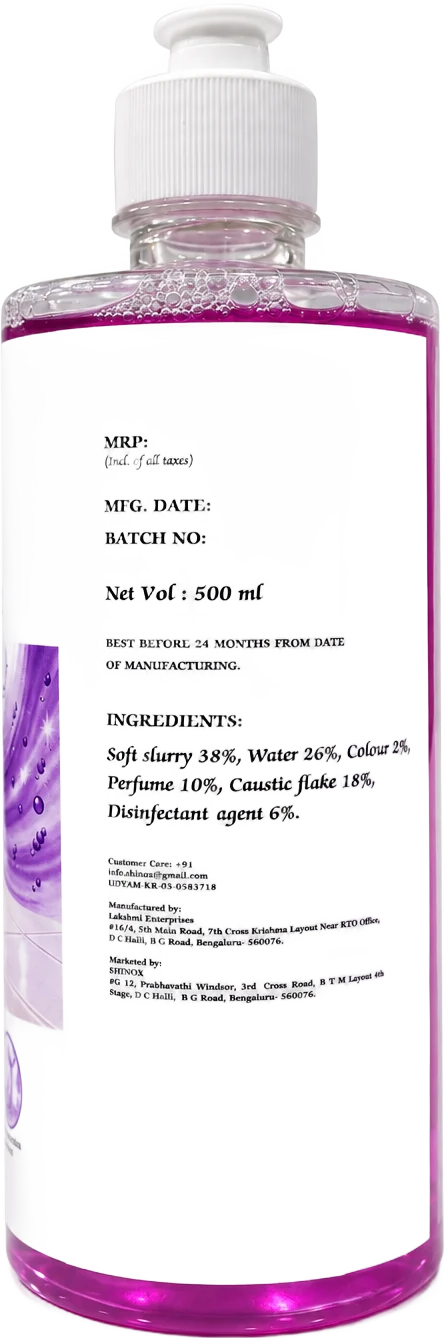 MRP:
(Incl. of all taxes)
MFG. DATE:
BATCH NO:
Net Vol : 500 ml
BEST BEFORE 24 MONTHS FROM DATE
OF MANUFACTURING.
INGREDIENTS:
Soft slurry 38%, Water 26%, Colour 2%,
Perfume 10%, Caustic flake 18%,
Disinfectant agent 6%.
Customer Care: +91
info.shinox@gmail.com
UDYAM-KR-03-0583718
Manufactured by:
Lakshmi Enterprises
#16/4, 5th Main Road, 7th Cross Krishna Layout Near RTO Office,
D C Halli, B G Road, Bengaluru- 560076.
Marketed by:
SHINOX
PG 12, Prabhavathi Windsor, 3rd Cross Road, B T M Layout 4th
Stage, D C Halli, B G Road, Bengaluru- 560076.